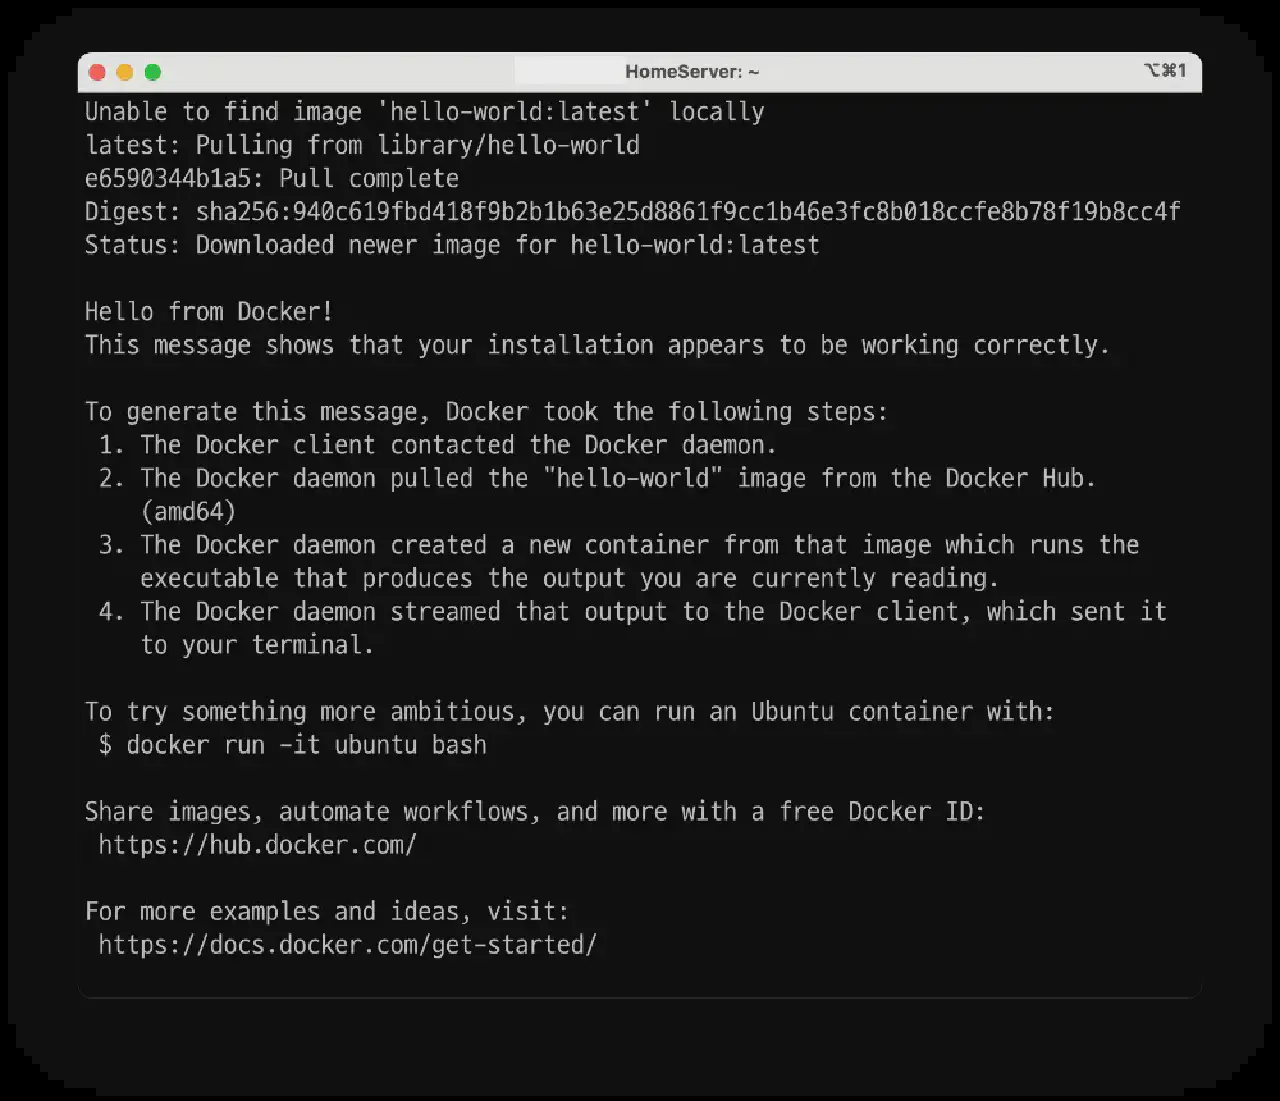 HomeServer: ~
⌥⌘1
Unable to find image 'hello-world:latest' locally
latest: Pulling from library/hello-world
e6590344b1a5: Pull complete
Digest: sha256:940c619fbd418f9b2b1b63e25d8861f9cc1b46e3fc8b018ccfe8b78f19b8cc4f
Status: Downloaded newer image for hello-world:latest

Hello from Docker!
This message shows that your installation appears to be working correctly.

To generate this message, Docker took the following steps:
 1. The Docker client contacted the Docker daemon.
 2. The Docker daemon pulled the "hello-world" image from the Docker Hub.
    (amd64)
 3. The Docker daemon created a new container from that image which runs the
    executable that produces the output you are currently reading.
 4. The Docker daemon streamed that output to the Docker client, which sent it
    to your terminal.

To try something more ambitious, you can run an Ubuntu container with:
 $ docker run -it ubuntu bash

Share images, automate workflows, and more with a free Docker ID:
 https://hub.docker.com/

For more examples and ideas, visit:
 https://docs.docker.com/get-started/